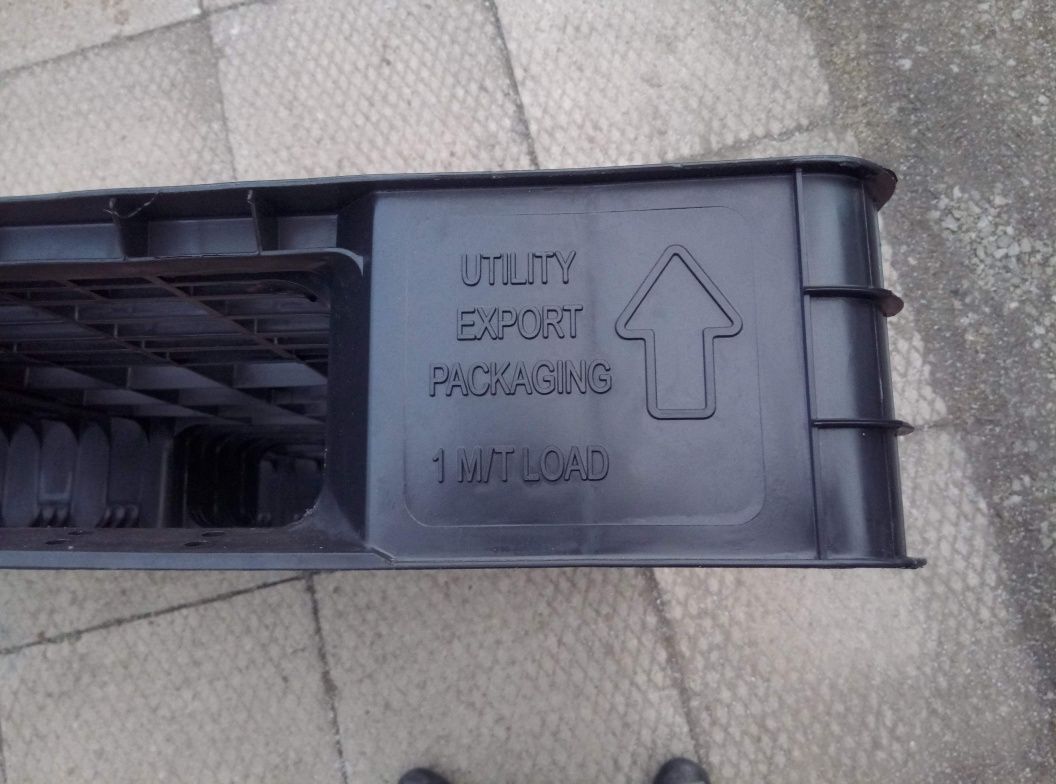 UTILITY
EXPORT
PACKAGING
1 M/T LOAD